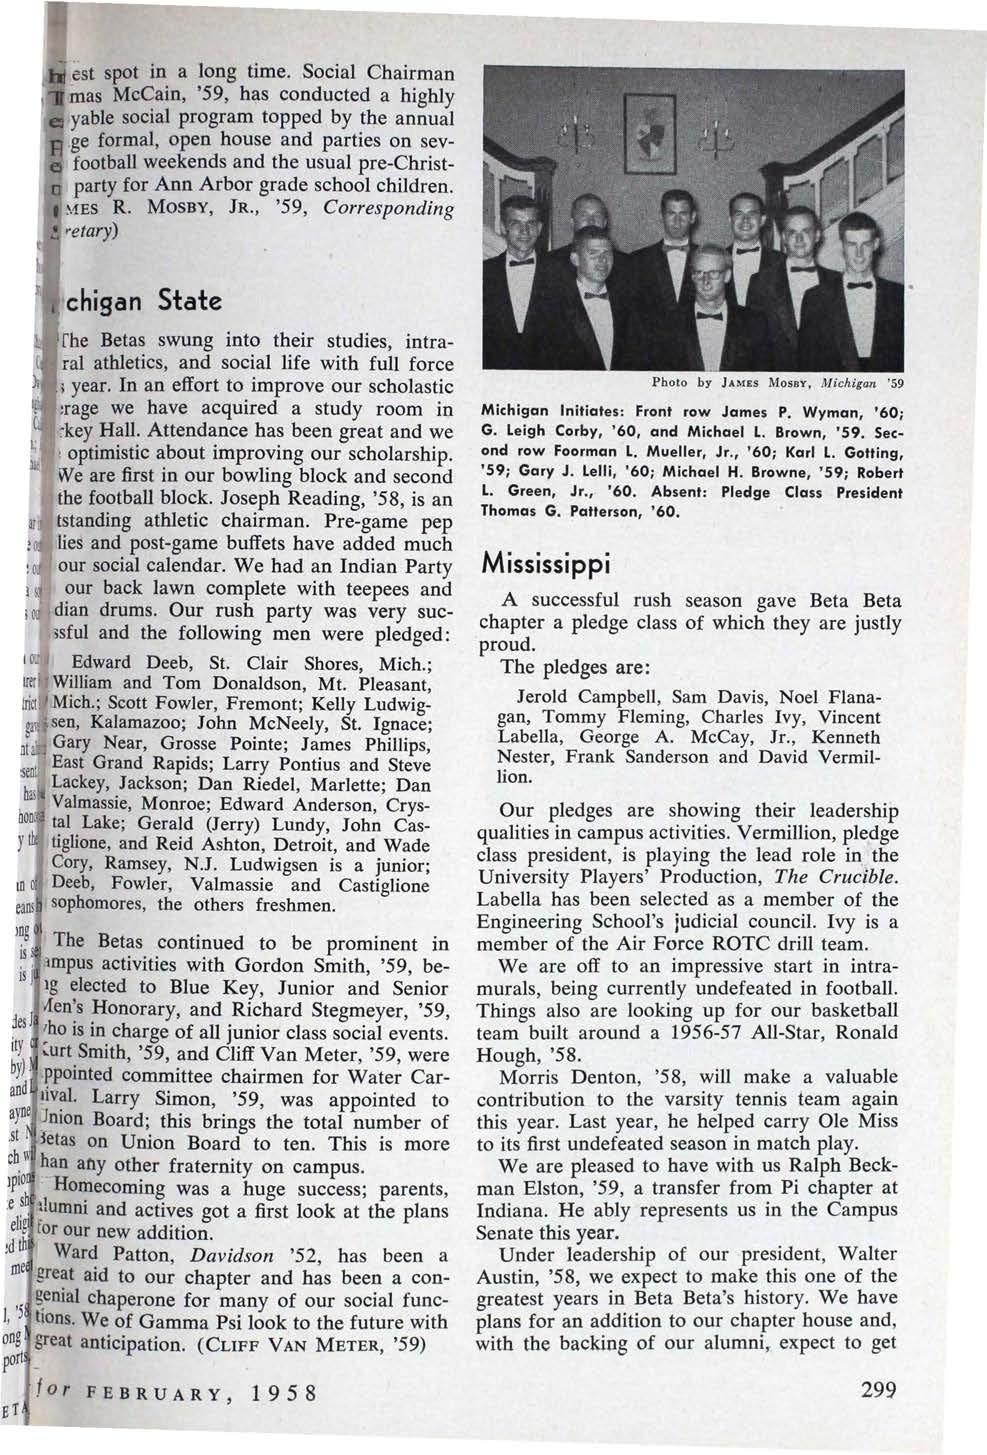 est spot in a long time. Social Chairman
mas McCain, '59, has conducted a highly
yable social program topped by the annual
ge formal, open house and parties on sev-
football weekends and the usual pre-Christ-
party for Ann Arbor grade school children.
MES R. MOSBY, JR., '59, Corresponding
retary)
chigan State
The Betas swung into their studies, intra-
ral athletics, and social life with full force
s year. In an effort to improve our scholastic
erage we have acquired a study room in
rkey Hall. Attendance has been great and we
optimistic about improving our scholarship.
We are first in our bowling block and second
the football block. Joseph Reading, '58, is an
tstanding athletic chairman. Pre-game pep
llies and post-game buffets have added much
our social calendar. We had an Indian Party
our back lawn complete with teepees and
dian drums. Our rush party was very suc-
ssful and the following men were pledged:
Edward Deeb, St. Clair Shores, Mich.;
William and Tom Donaldson, Mt. Pleasant,
Mich.; Scott Fowler, Fremont; Kelly Ludwig-
sen, Kalamazoo; John McNeely, St. Ignace;
Gary Near, Grosse Pointe; James Phillips,
East Grand Rapids; Larry Pontius and Steve
Lackey, Jackson; Dan Riedel, Marlette; Dan
Valmassie, Monroe; Edward Anderson, Crys-
tal Lake; Gerald (Jerry) Lundy, John Cas-
tiglione, and Reid Ashton, Detroit, and Wade
Cory, Ramsey, N.J. Ludwigsen is a junior;
Deeb, Fowler, Valmassie and Castiglione
sophomores, the others freshmen.
The Betas continued to be prominent in
ampus activities with Gordon Smith, '59, be-
ng elected to Blue Key, Junior and Senior
Men's Honorary, and Richard Stegmeyer, '59,
who is in charge of all junior class social events.
Kurt Smith, '59, and Cliff Van Meter, '59, were
appointed committee chairmen for Water Car-
nival. Larry Simon, '59, was appointed to
Union Board; this brings the total number of
Betas on Union Board to ten. This is more
than any other fraternity on campus.
Homecoming was a huge success; parents,
alumni and actives got a first look at the plans
for our new addition.
Ward Patton, Davidson '52, has been a
great aid to our chapter and has been a con-
genial chaperone for many of our social func-
tions. We of Gamma Psi look to the future with
great anticipation. (CLIFF VAN METER, '59)
for FEBRUARY, 1958
Photo by JAMES MOSBY, Michigan '59
Michigan Initiates: Front row James P. Wyman, '60;
G. Leigh Corby, '60, and Michael L. Brown, '59. Sec-
ond row Foorman L. Mueller, Jr., '60; Karl L. Gotting,
'59; Gary J. Lelli, '60; Michael H. Browne, '59; Robert
L. Green, Jr., '60. Absent: Pledge Class President
Thomas G. Patterson, '60.
Mississippi
A successful rush season gave Beta Beta
chapter a pledge class of which they are justly
proud.
The pledges are:
Jerold Campbell, Sam Davis, Noel Flana-
gan, Tommy Fleming, Charles Ivy, Vincent
Labella, George A. McCay, Jr., Kenneth
Nester, Frank Sanderson and David Vermil-
lion.
Our pledges are showing their leadership
qualities in campus activities. Vermillion, pledge
class president, is playing the lead role in the
University Players' Production, The Crucible.
Labella has been selected as a member of the
Engineering School's judicial council. Ivy is a
member of the Air Force ROTC drill team.
We are off to an impressive start in intra-
murals, being currently undefeated in football.
Things also are looking up for our basketball
team built around a 1956-57 All-Star, Ronald
Hough, '58.
Morris Denton, '58, will make a valuable
contribution to the varsity tennis team again
this year. Last year, he helped carry Ole Miss
to its first undefeated season in match play.
We are pleased to have with us Ralph Beck-
man Elston, '59, a transfer from Pi chapter at
Indiana. He ably represents us in the Campus
Senate this year.
Under leadership of our president, Walter
Austin, '58, we expect to make this one of the
greatest years in Beta Beta's history. We have
plans for an addition to our chapter house and,
with the backing of our alumni, expect to get
299